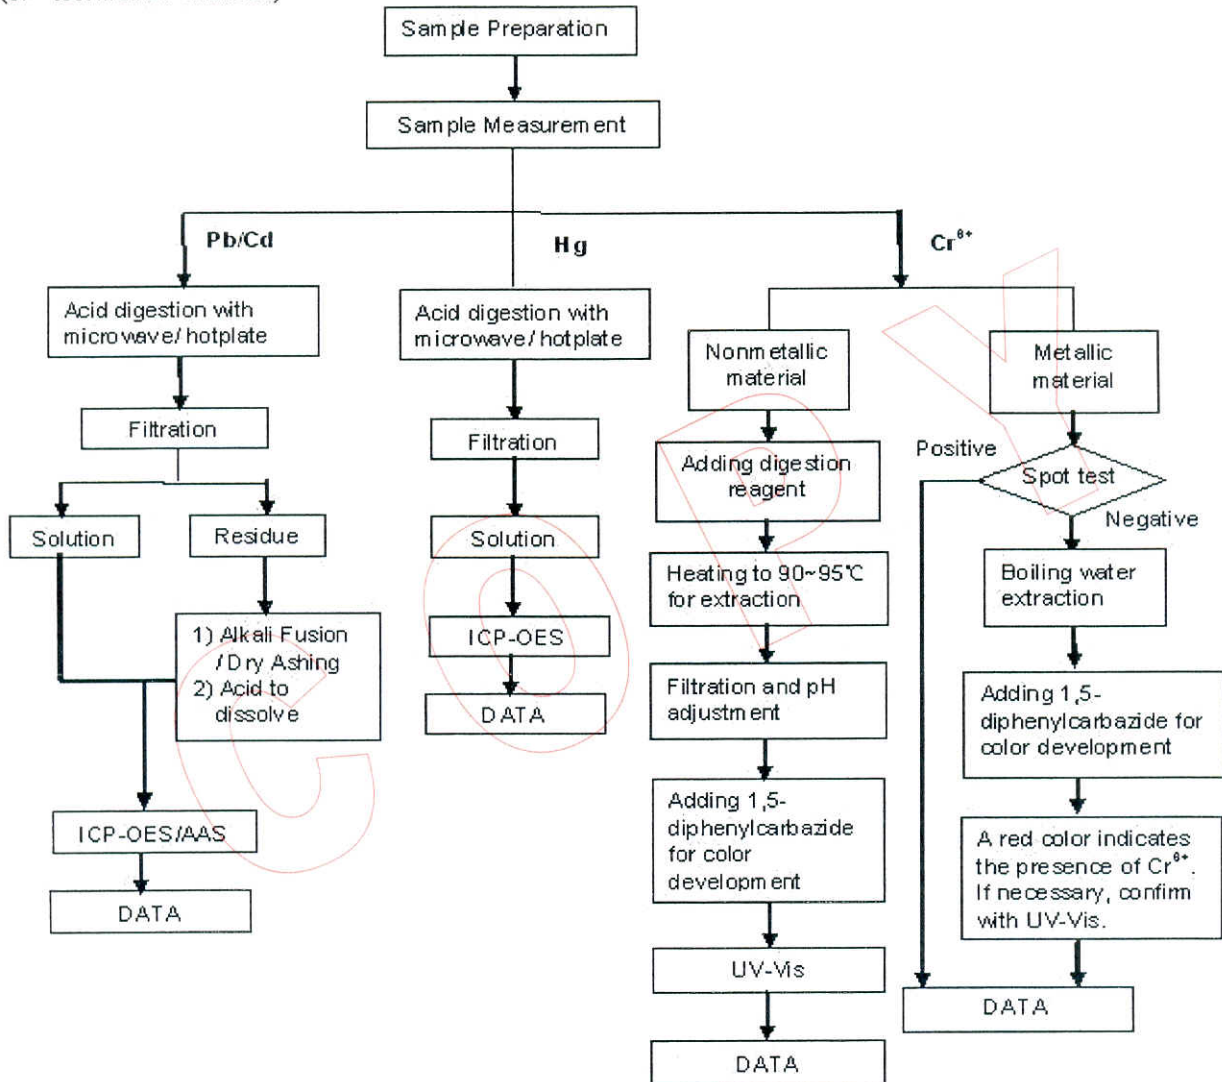 Sample Preparation
Sample Measurement
Pb/Cd
Hg
Cr⁶⁺
Acid digestion with
microwave/ hotplate
Filtration
Solution
Residue
1) Alkali Fusion
/ Dry Ashing
2) Acid to
dissolve
ICP-OES/AAS
DATA
Acid digestion with
microwave/ hotplate
Filtration
Solution
ICP-OES
DATA
Nonmetallic
material
Adding digestion
reagent
Heating to 90~95℃
for extraction
Filtration and pH
adjustment
Adding 1,5-
diphenylcarbazide
for color
development
UV-Vis
DATA
Metallic
material
Positive
Spot test
Negative
Boiling water
extraction
Adding 1,5-
diphenylcarbazide for
color development
A red color indicates
the presence of Cr⁶⁺.
If necessary, confirm
with UV-Vis.
DATA
COPY